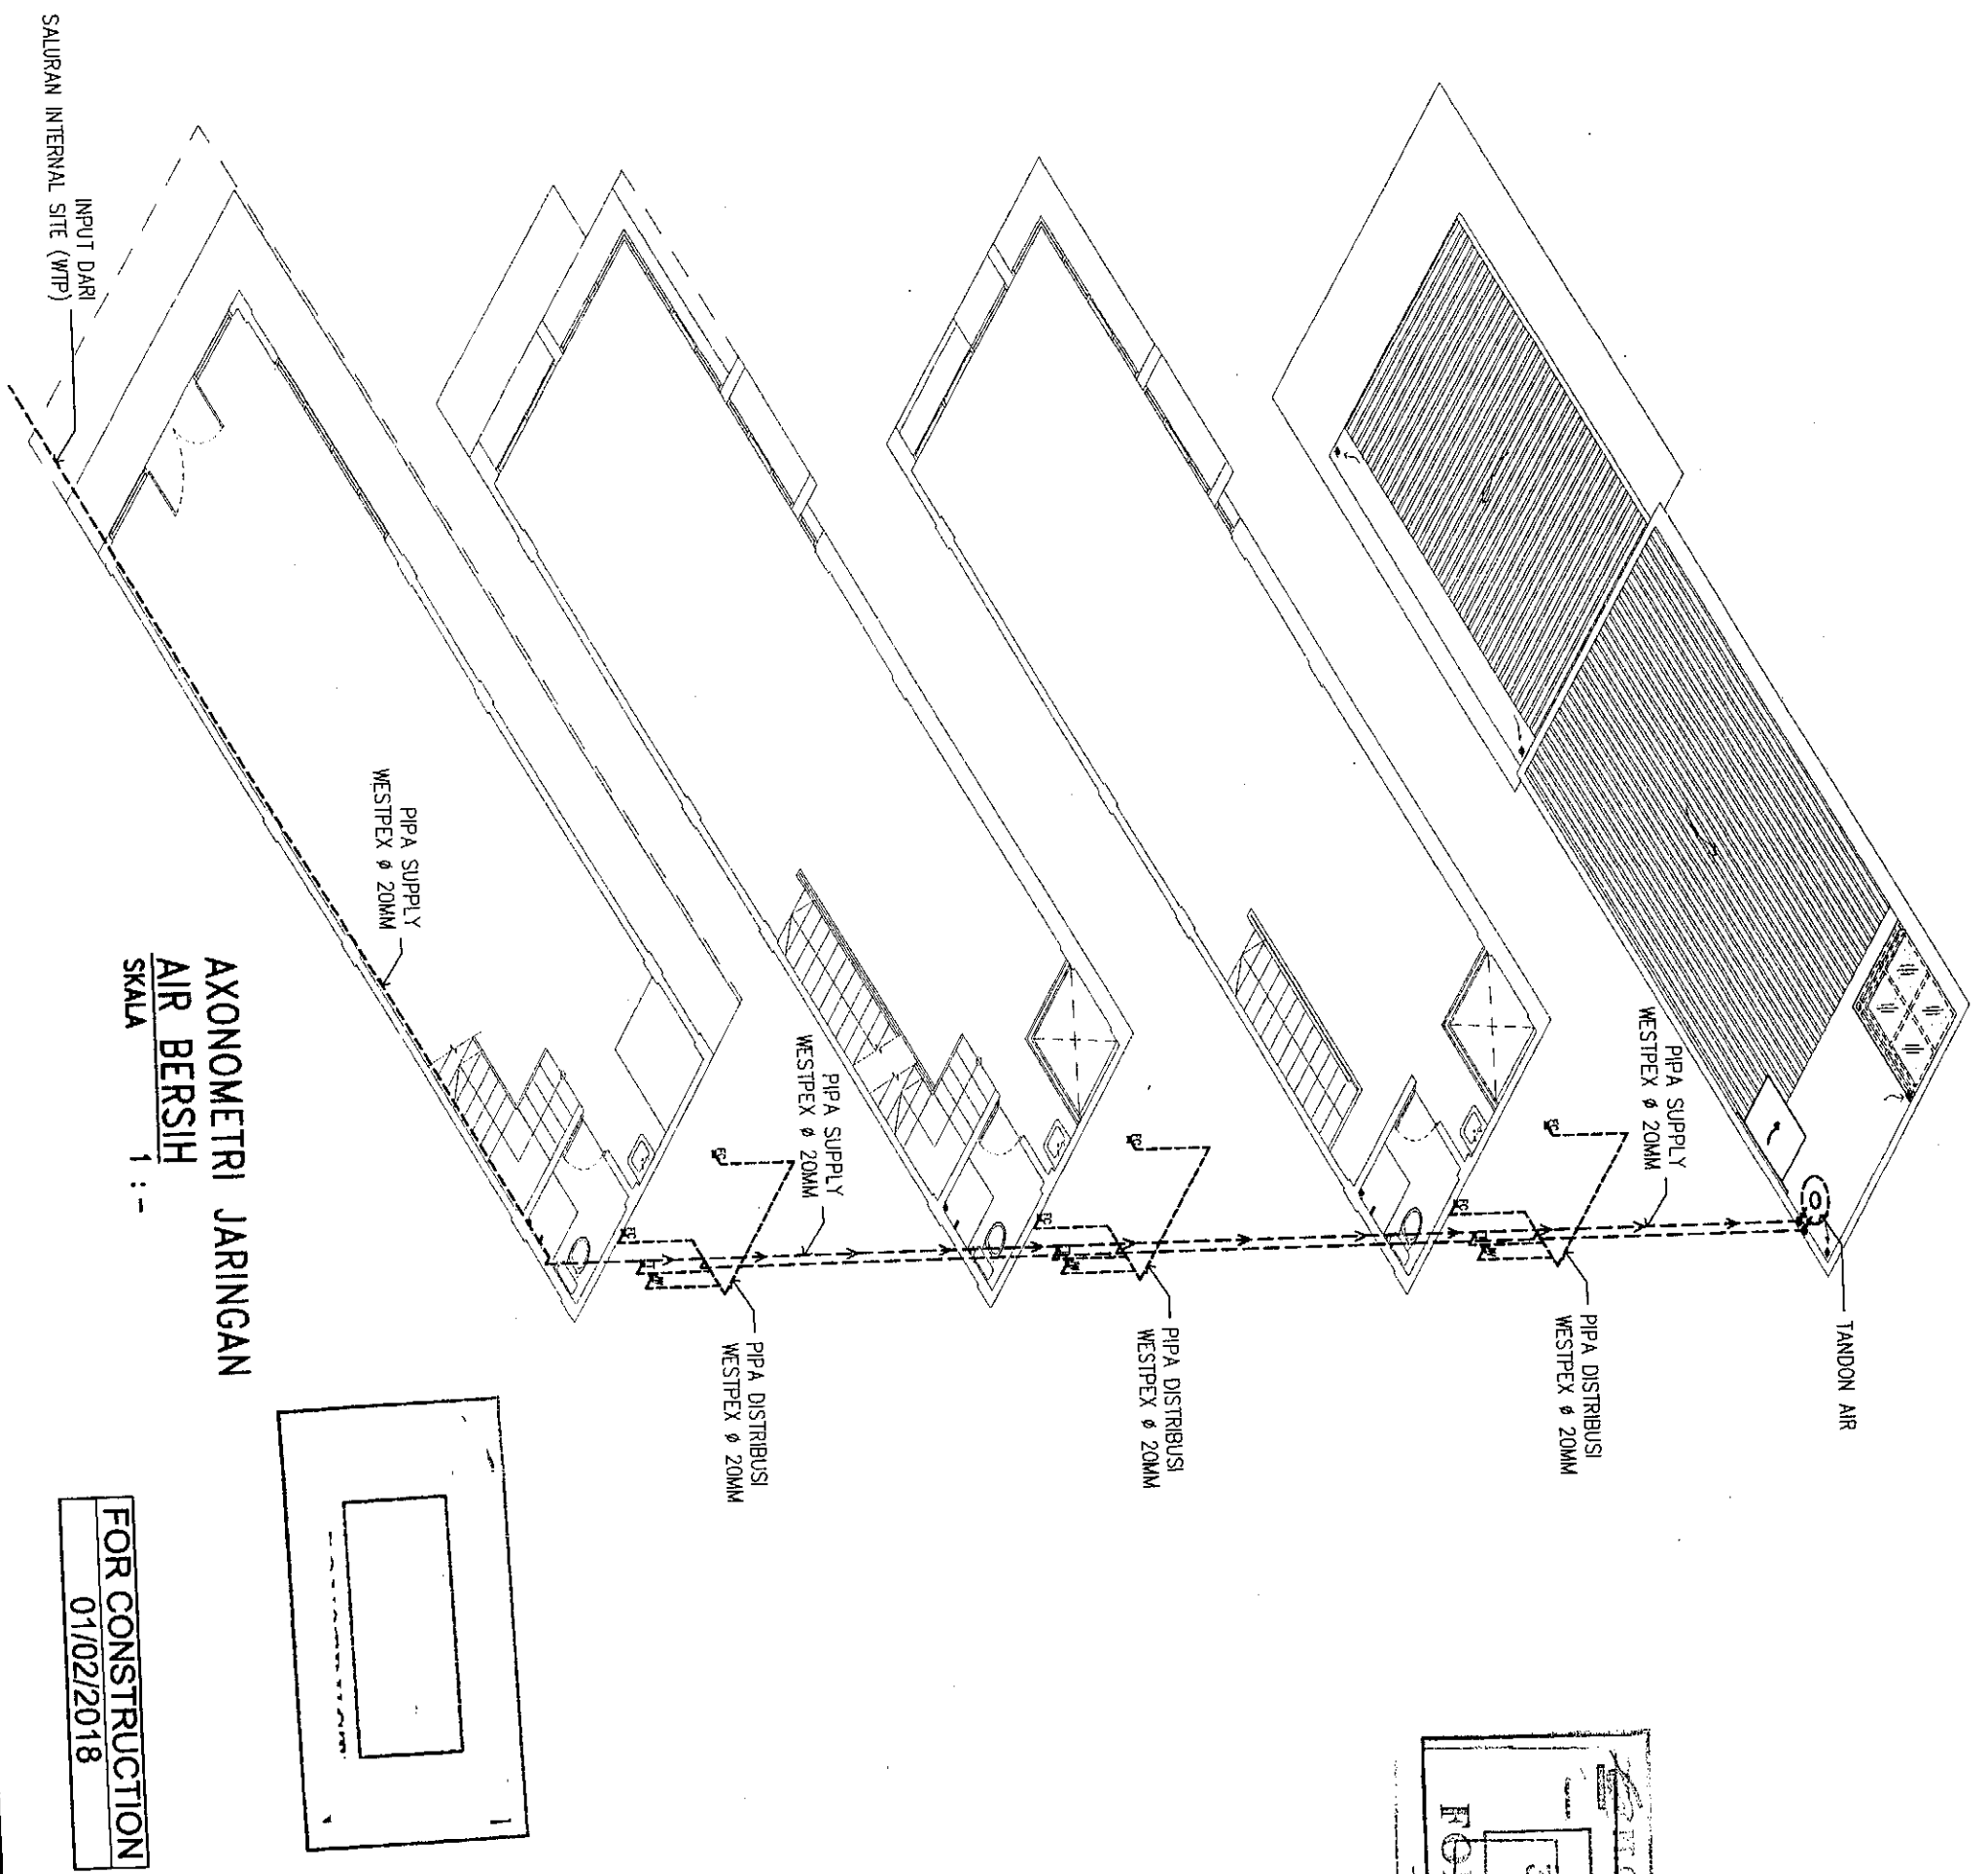 TANDON AIR
PIPA SUPPLY
WESTPEX ø 20MM
PIPA DISTRIBUSI
WESTPEX ø 20MM
PIPA DISTRIBUSI
WESTPEX ø 20MM
PIPA SUPPLY
WESTPEX ø 20MM
PIPA DISTRIBUSI
WESTPEX ø 20MM
PIPA SUPPLY
WESTPEX ø 20MM
INPUT DARI
SALURAN INTERNAL SITE (WTP)
AXONOMETRI JARINGAN
AIR BERSIH
SKALA 1 : -
FOR CONSTRUCTION
01/02/2018